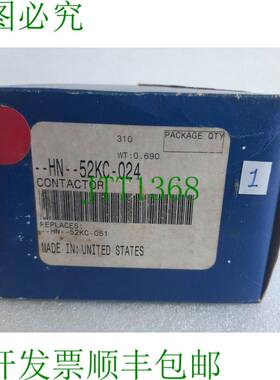 图必究
310
PACKAGE QTY
WT:0.690
--HN--52KC-024
CONTACTOR
JTT1368
1
REPLACES:
--HN--52KC-051
MADE IN: UNITED STATES
开发票顺丰包邮